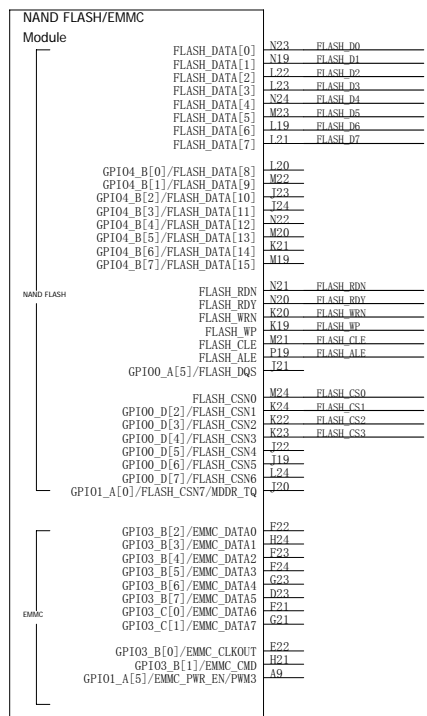 NAND FLASH/EMMC
Module
FLASH_DATA[0] N23 FLASH_D0
FLASH_DATA[1] N19 FLASH_D1
FLASH_DATA[2] L22 FLASH_D2
FLASH_DATA[3] L23 FLASH_D3
FLASH_DATA[4] N24 FLASH_D4
FLASH_DATA[5] M23 FLASH_D5
FLASH_DATA[6] L19 FLASH_D6
FLASH_DATA[7] L21 FLASH_D7
GPIO4_B[0]/FLASH_DATA[8] L20
GPIO4_B[1]/FLASH_DATA[9] M22
GPIO4_B[2]/FLASH_DATA[10] J23
GPIO4_B[3]/FLASH_DATA[11] J24
GPIO4_B[4]/FLASH_DATA[12] N22
GPIO4_B[5]/FLASH_DATA[13] M20
GPIO4_B[6]/FLASH_DATA[14] K21
GPIO4_B[7]/FLASH_DATA[15] M19
NAND FLASH
FLASH_RDN N21 FLASH_RDN
FLASH_RDY N20 FLASH_RDY
FLASH_WRN K20 FLASH_WRN
FLASH_WP K19 FLASH_WP
FLASH_CLE M21 FLASH_CLE
FLASH_ALE P19 FLASH_ALE
GPIO0_A[5]/FLASH_DQS J21
FLASH_CSN0 M24 FLASH_CS0
GPIO0_D[2]/FLASH_CSN1 K24 FLASH_CS1
GPIO0_D[3]/FLASH_CSN2 K22 FLASH_CS2
GPIO0_D[4]/FLASH_CSN3 K23 FLASH_CS3
GPIO0_D[5]/FLASH_CSN4 J22
GPIO0_D[6]/FLASH_CSN5 J19
GPIO0_D[7]/FLASH_CSN6 L24
GPIO1_A[0]/FLASH_CSN7/MDDR_TQ J20
GPIO3_B[2]/EMMC_DATA0 F22
GPIO3_B[3]/EMMC_DATA1 H24
GPIO3_B[4]/EMMC_DATA2 F23
GPIO3_B[5]/EMMC_DATA3 F24
GPIO3_B[6]/EMMC_DATA4 G23
GPIO3_B[7]/EMMC_DATA5 D23
GPIO3_C[0]/EMMC_DATA6 F21
GPIO3_C[1]/EMMC_DATA7 G21
EMMC
GPIO3_B[0]/EMMC_CLKOUT E22
GPIO3_B[1]/EMMC_CMD H21
GPIO1_A[5]/EMMC_PWR_EN/PWM3 A9